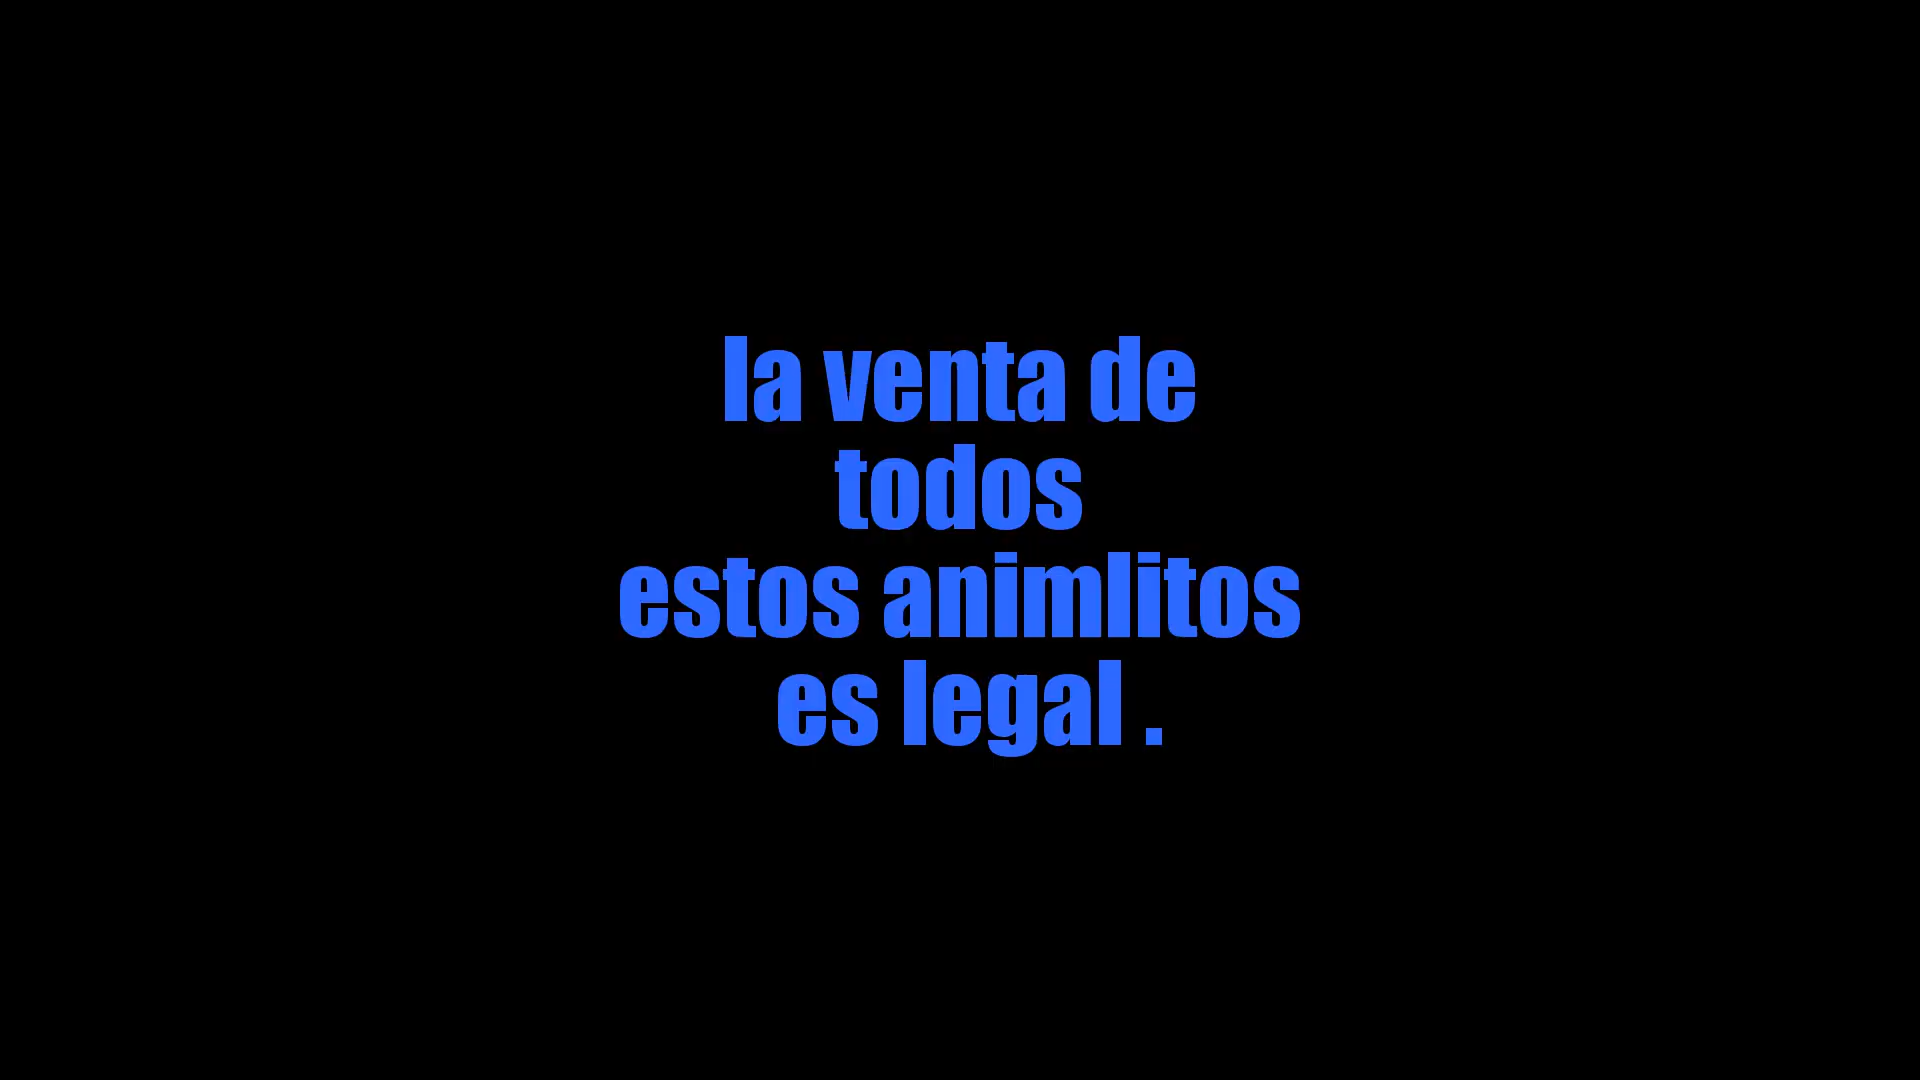 la venta de
todos
estos animlitos
es legal .